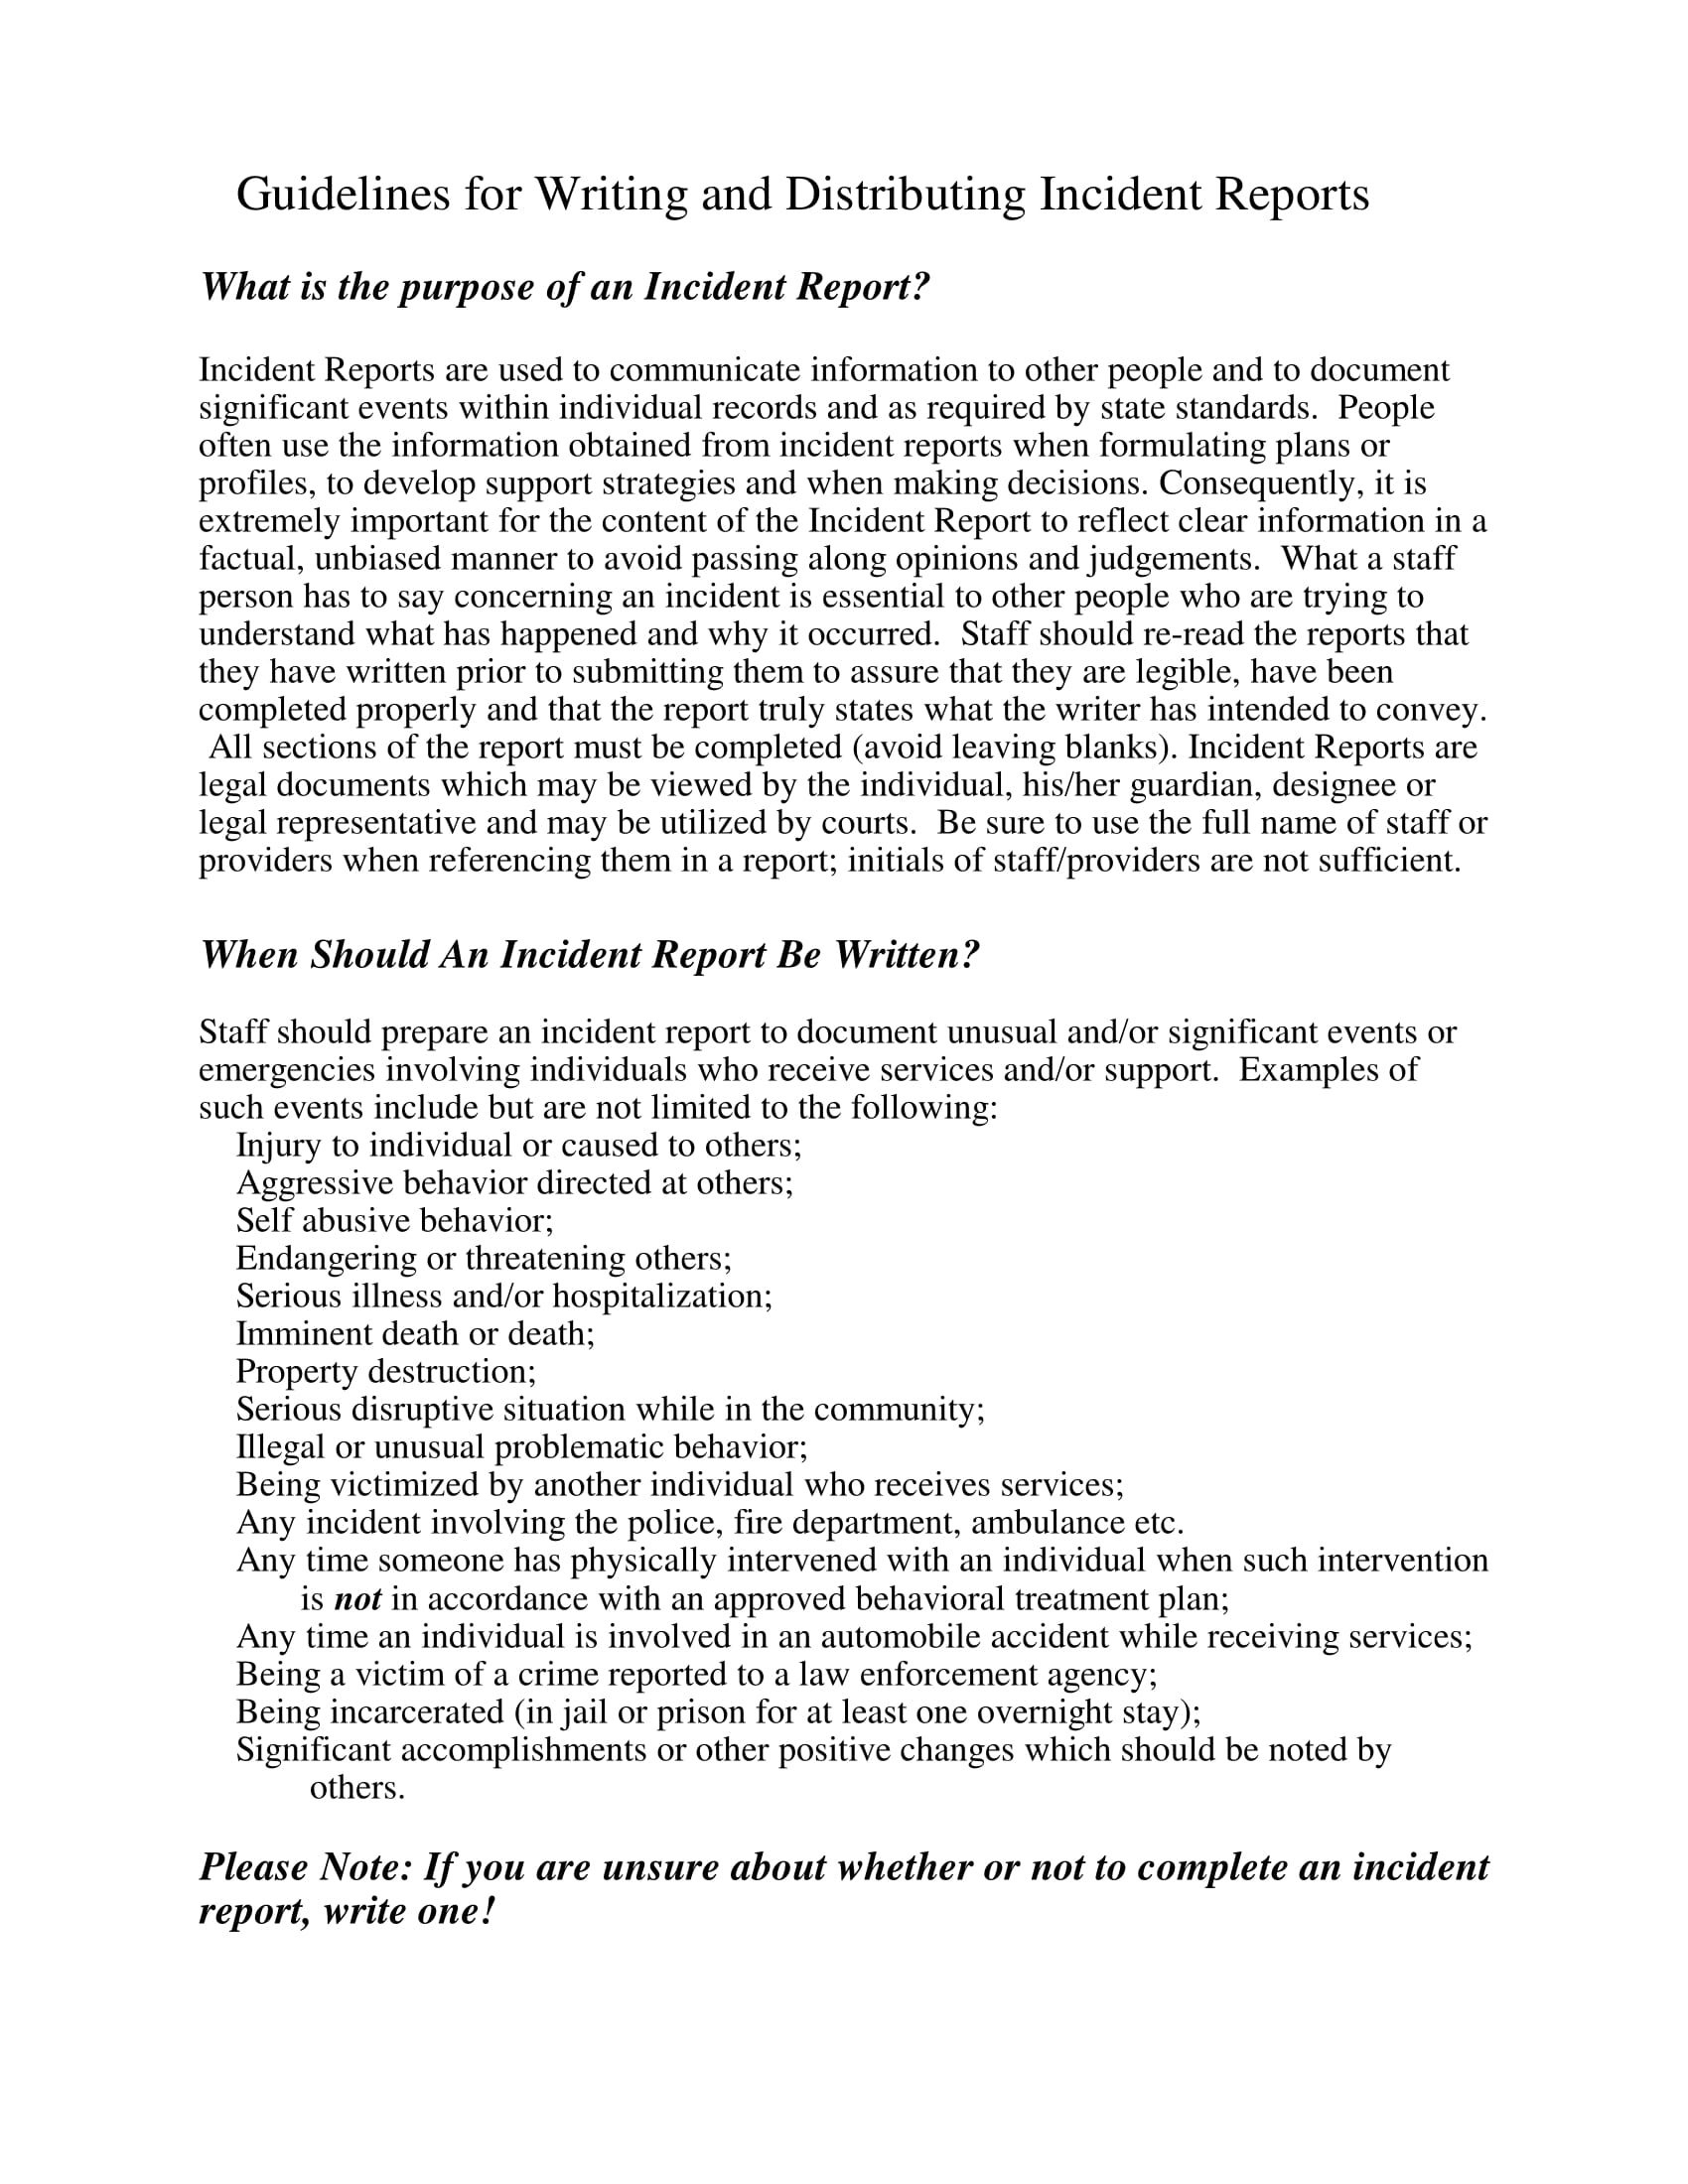 Guidelines for Writing and Distributing Incident Reports
What is the purpose of an Incident Report?
Incident Reports are used to communicate information to other people and to document
significant events within individual records and as required by state standards.  People
often use the information obtained from incident reports when formulating plans or
profiles, to develop support strategies and when making decisions. Consequently, it is
extremely important for the content of the Incident Report to reflect clear information in a
factual, unbiased manner to avoid passing along opinions and judgements.  What a staff
person has to say concerning an incident is essential to other people who are trying to
understand what has happened and why it occurred.  Staff should re-read the reports that
they have written prior to submitting them to assure that they are legible, have been
completed properly and that the report truly states what the writer has intended to convey.
All sections of the report must be completed (avoid leaving blanks). Incident Reports are
legal documents which may be viewed by the individual, his/her guardian, designee or
legal representative and may be utilized by courts.  Be sure to use the full name of staff or
providers when referencing them in a report; initials of staff/providers are not sufficient.
When Should An Incident Report Be Written?
Staff should prepare an incident report to document unusual and/or significant events or
emergencies involving individuals who receive services and/or support.  Examples of
such events include but are not limited to the following:
Injury to individual or caused to others;
Aggressive behavior directed at others;
Self abusive behavior;
Endangering or threatening others;
Serious illness and/or hospitalization;
Imminent death or death;
Property destruction;
Serious disruptive situation while in the community;
Illegal or unusual problematic behavior;
Being victimized by another individual who receives services;
Any incident involving the police, fire department, ambulance etc.
Any time someone has physically intervened with an individual when such intervention
is not in accordance with an approved behavioral treatment plan;
Any time an individual is involved in an automobile accident while receiving services;
Being a victim of a crime reported to a law enforcement agency;
Being incarcerated (in jail or prison for at least one overnight stay);
Significant accomplishments or other positive changes which should be noted by
others.
Please Note: If you are unsure about whether or not to complete an incident
report, write one!